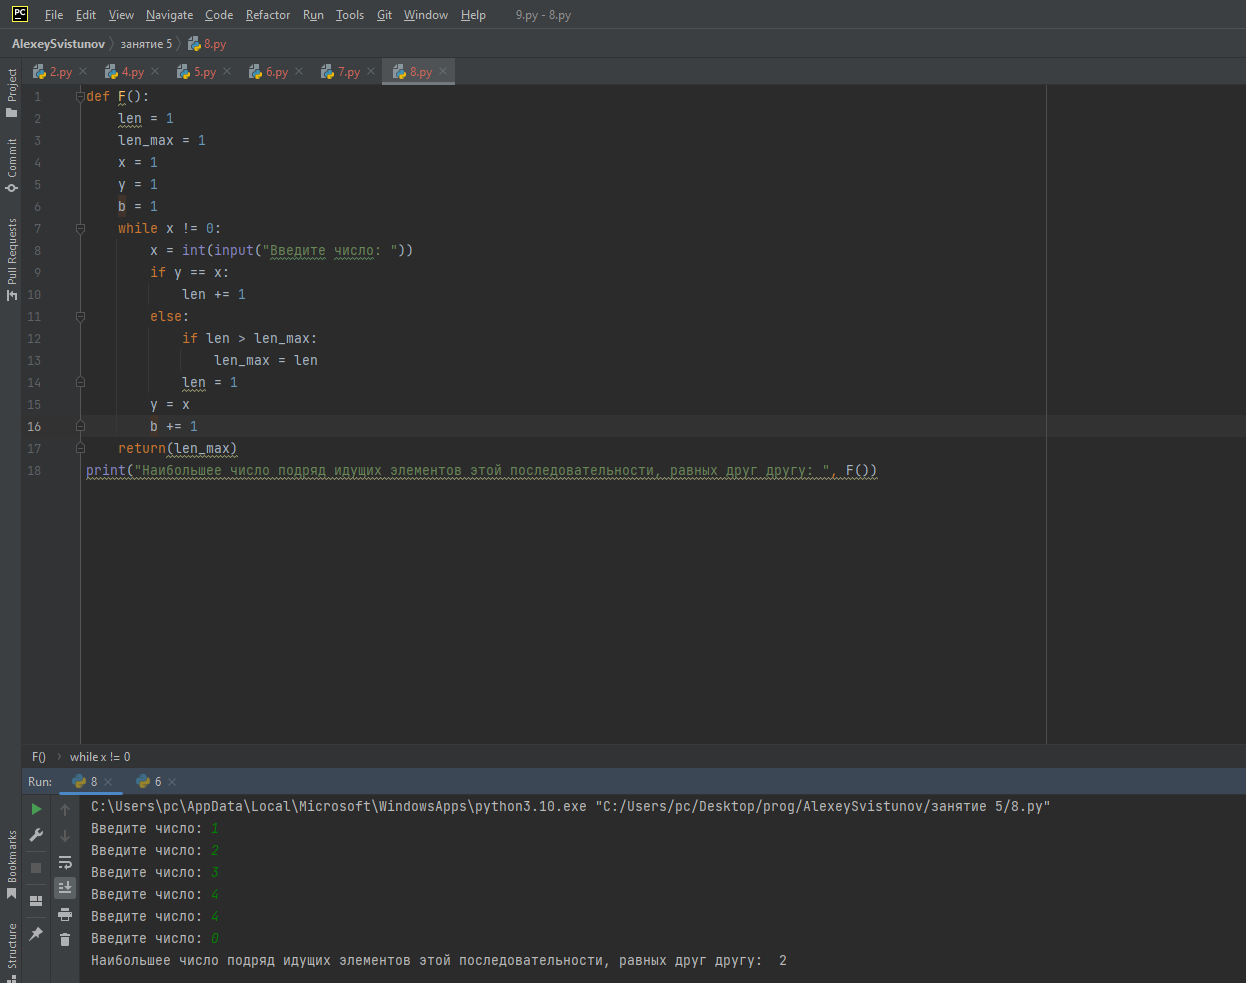 PC File Edit View Navigate Code Refactor Run Tools Git Window Help 9.py - 8.py
AlexeySvistunov занятие 5 8.py
2.py 4.py 5.py 6.py 7.py 8.py
Project
Commit
Pull Requests
1 def F():
2 len = 1
3 len_max = 1
4 x = 1
5 y = 1
6 b = 1
7 while x != 0:
8 x = int(input("Введите число: "))
9 if y == x:
10 len += 1
11 else:
12 if len > len_max:
13 len_max = len
14 len = 1
15 y = x
16 b += 1
17 return(len_max)
18 print("Наибольшее число подряд идущих элементов этой последовательности, равных друг другу: ", F())
F() › while x != 0
Run: 8 6
Bookmarks
Structure
C:\Users\pc\AppData\Local\Microsoft\WindowsApps\python3.10.exe "C:/Users/pc/Desktop/prog/AlexeySvistunov/занятие 5/8.py"
Введите число: 1
Введите число: 2
Введите число: 3
Введите число: 4
Введите число: 4
Введите число: 0
Наибольшее число подряд идущих элементов этой последовательности, равных друг другу:  2